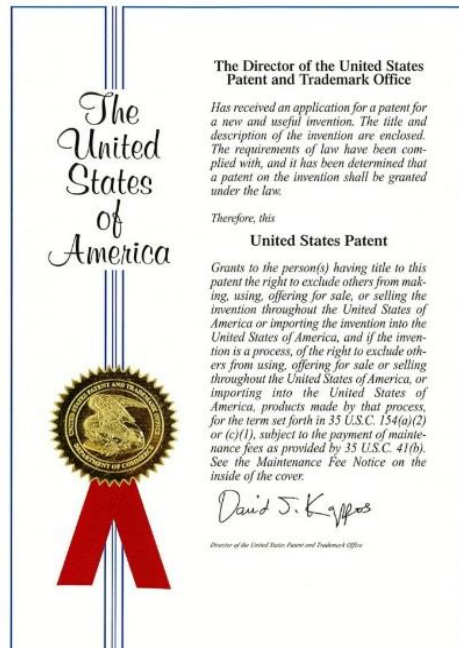 The
United
States
of
America
The Director of the United States
Patent and Trademark Office
Has received an application for a patent for
a new and useful invention. The title and
description of the invention are enclosed.
The requirements of law have been com-
plied with, and it has been determined that
a patent on the invention shall be granted
under the law.
Therefore, this
United States Patent
Grants to the person(s) having title to this
patent the right to exclude others from mak-
ing, using, offering for sale, or selling the
invention throughout the United States of
America or importing the invention into the
United States of America, and if the inven-
tion is a process, of the right to exclude oth-
ers from using, offering for sale or selling
throughout the United States of America, or
importing into the United States of
America, products made by that process,
for the term set forth in 35 U.S.C. 154(a)(2)
or (c)(1), subject to the payment of mainte-
nance fees as provided by 35 U.S.C. 41(b).
See the Maintenance Fee Notice on the
inside of the cover.
David J. Kappos
Director of the United States Patent and Trademark Office
UNITED STATES PATENT AND TRADEMARK OFFICE
DEPARTMENT OF COMMERCE